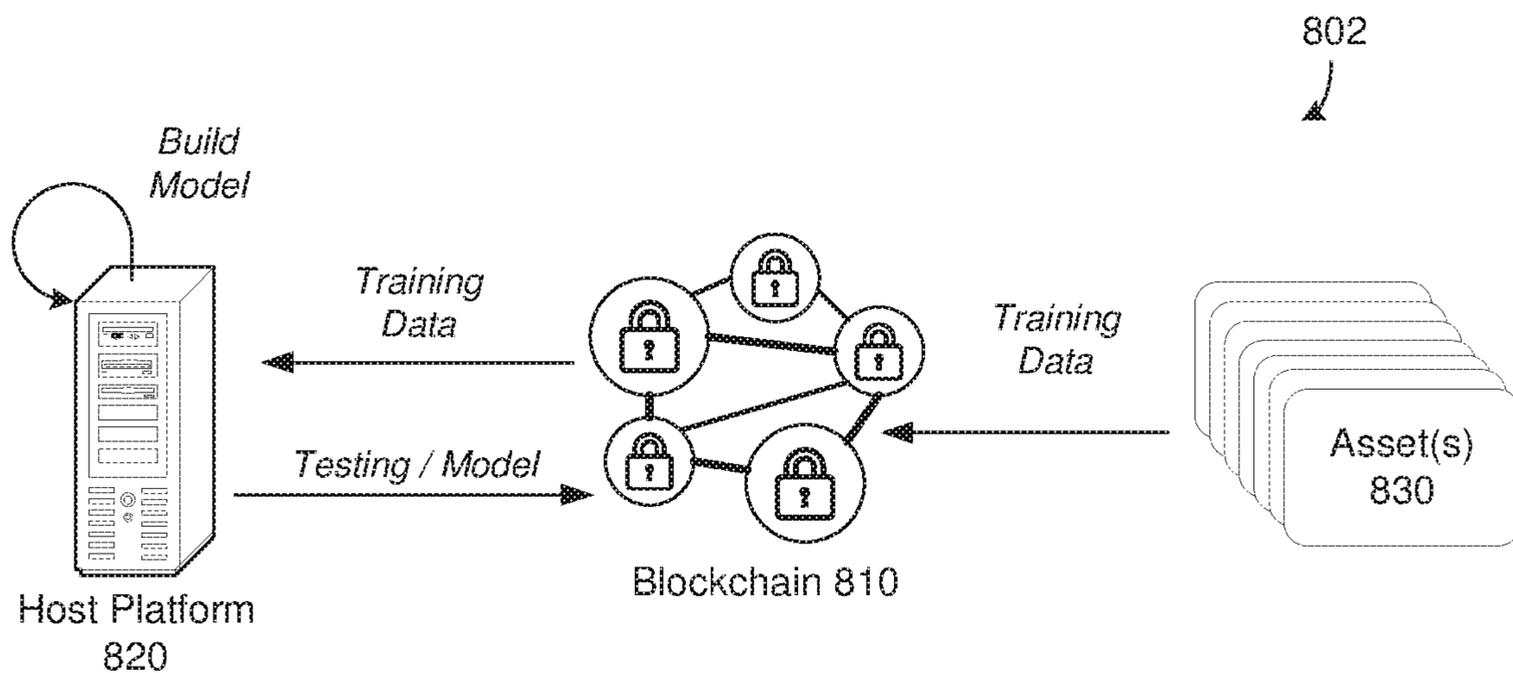 802
Build
Model
Training
Data
Training
Data
Testing / Model
Asset(s)
830
Blockchain 810
Host Platform
820